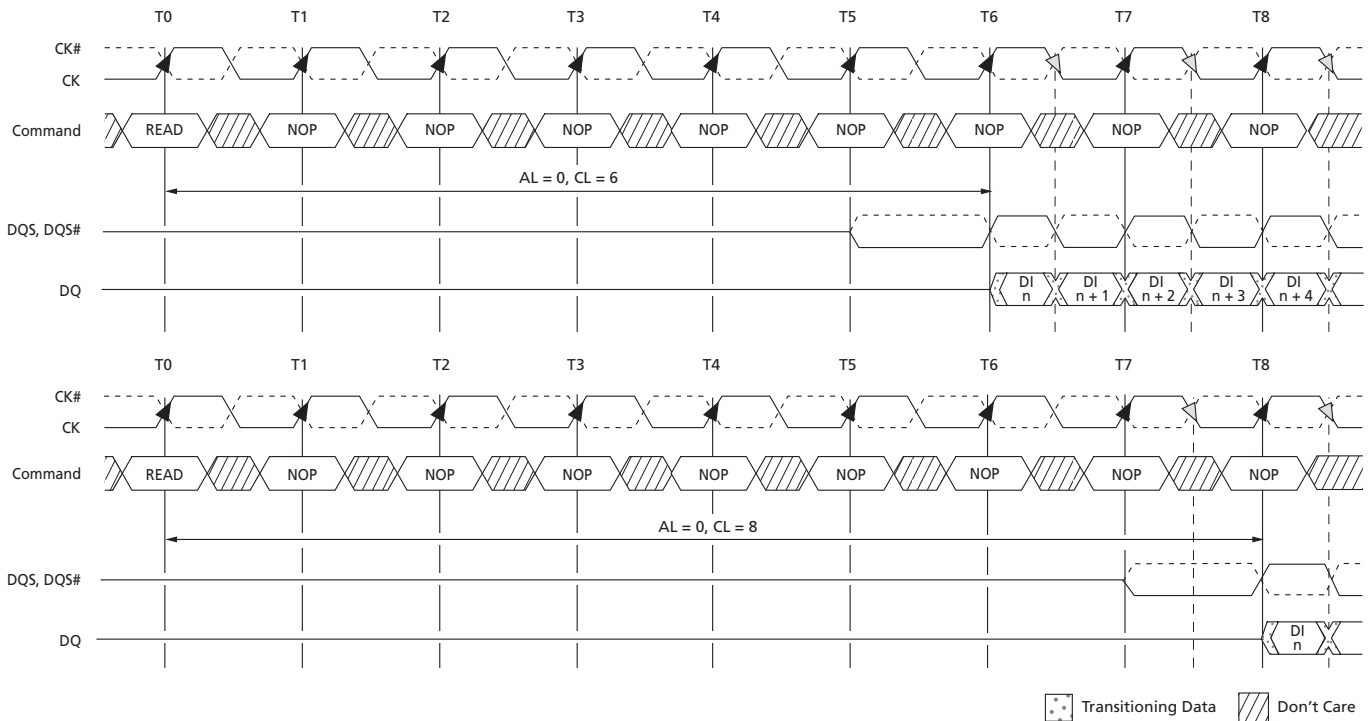 T0 T1 T2 T3 T4 T5 T6 T7 T8
CK#
CK
Command READ NOP NOP NOP NOP NOP NOP NOP NOP
AL = 0, CL = 6
DQS, DQS#
DQ DI n DI n + 1 DI n + 2 DI n + 3 DI n + 4
T0 T1 T2 T3 T4 T5 T6 T7 T8
CK#
CK
Command READ NOP NOP NOP NOP NOP NOP NOP NOP
AL = 0, CL = 8
DQS, DQS#
DQ DI n
Transitioning Data Don't Care